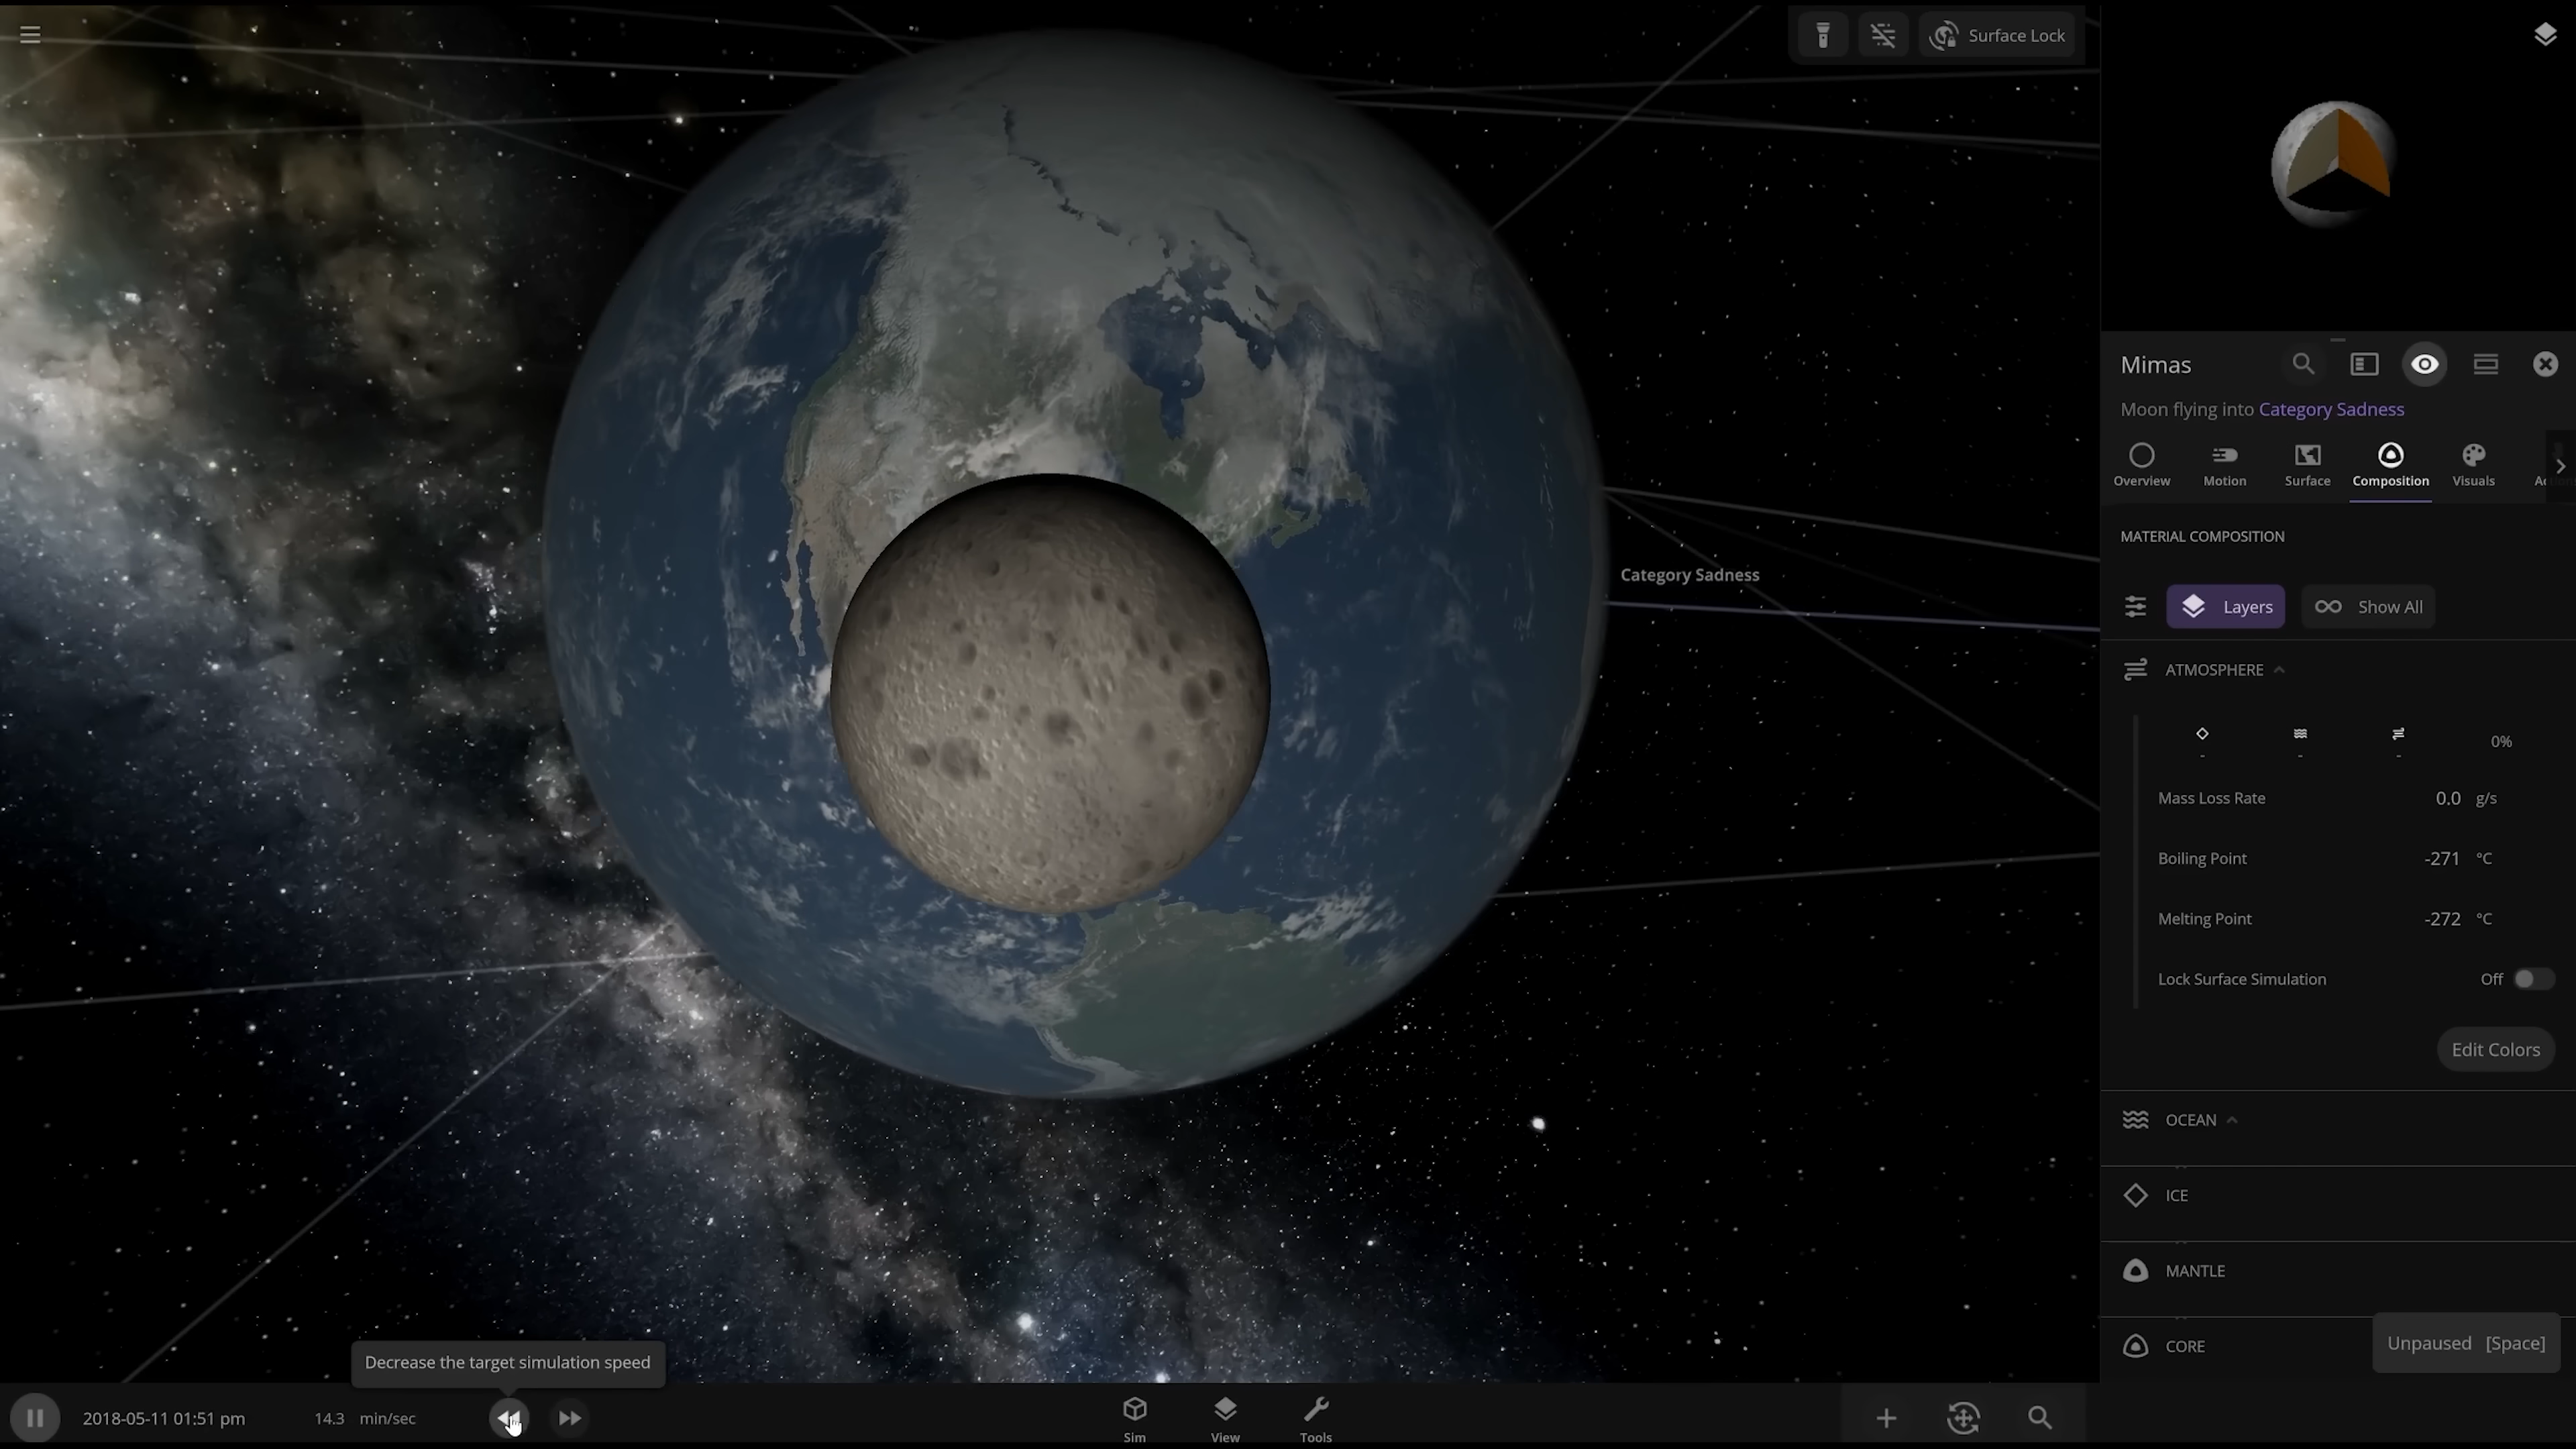 Surface Lock
Mimas
Moon flying into Category Sadness
Overview
Motion
Surface
Composition
Visuals
MATERIAL COMPOSITION
Category Sadness
Layers
Show All
ATMOSPHERE
-
-
-
0%
Mass Loss Rate 0.0 g/s
Boiling Point -271 °C
Melting Point -272 °C
Lock Surface Simulation Off
Edit Colors
OCEAN
ICE
MANTLE
CORE
Unpaused [Space]
Decrease the target simulation speed
2018-05-11 01:51 pm 14.3 min/sec
Sim
View
Tools